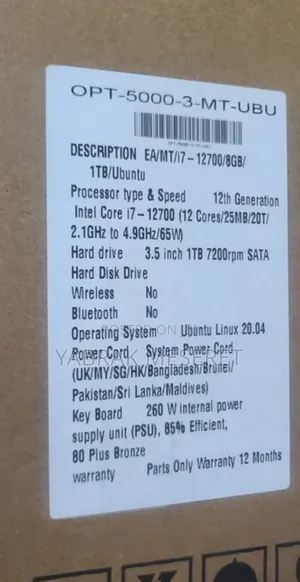 OPT-5000-3-MT-UBU
DESCRIPTION EA/MT/i7-12700/8GB/
1TB/Ubuntu
Processor type & Speed 12th Generation
Intel Core i7-12700 (12 Cores/25MB/20T/
2.1GHz to 4.9GHz/65W)
Hard drive 3.5 inch 1TB 7200rpm SATA
Hard Disk Drive
Wireless No
Bluetooth No
Operating System Ubuntu Linux 20.04
Power Cord System Power Cord
(UK/MY/SG/HK/Bangladesh/Brunei/
Pakistan/Sri Lanka/Maldives)
Key Board 260 W internal power
supply unit (PSU), 85% Efficient,
80 Plus Bronze
warranty Parts Only Warranty 12 Months
YABRAK MESERET